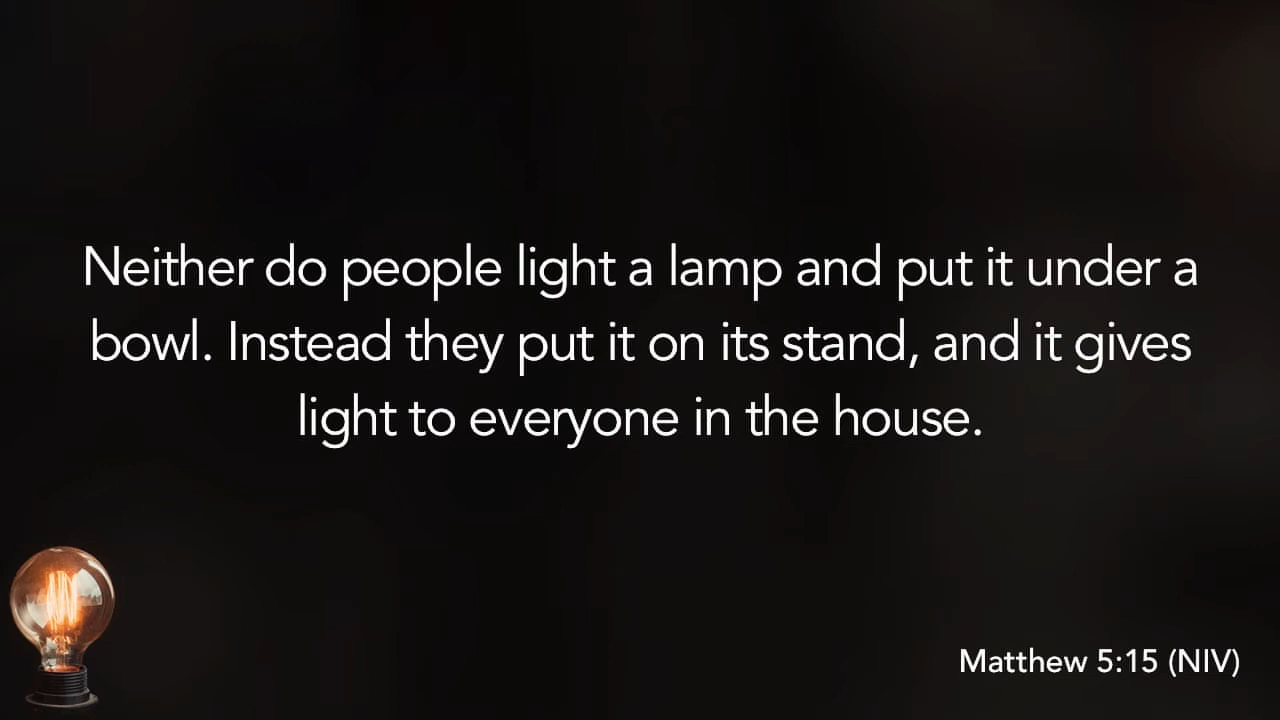 Neither do people light a lamp and put it under a
bowl. Instead they put it on its stand, and it gives
light to everyone in the house.
Matthew 5:15 (NIV)